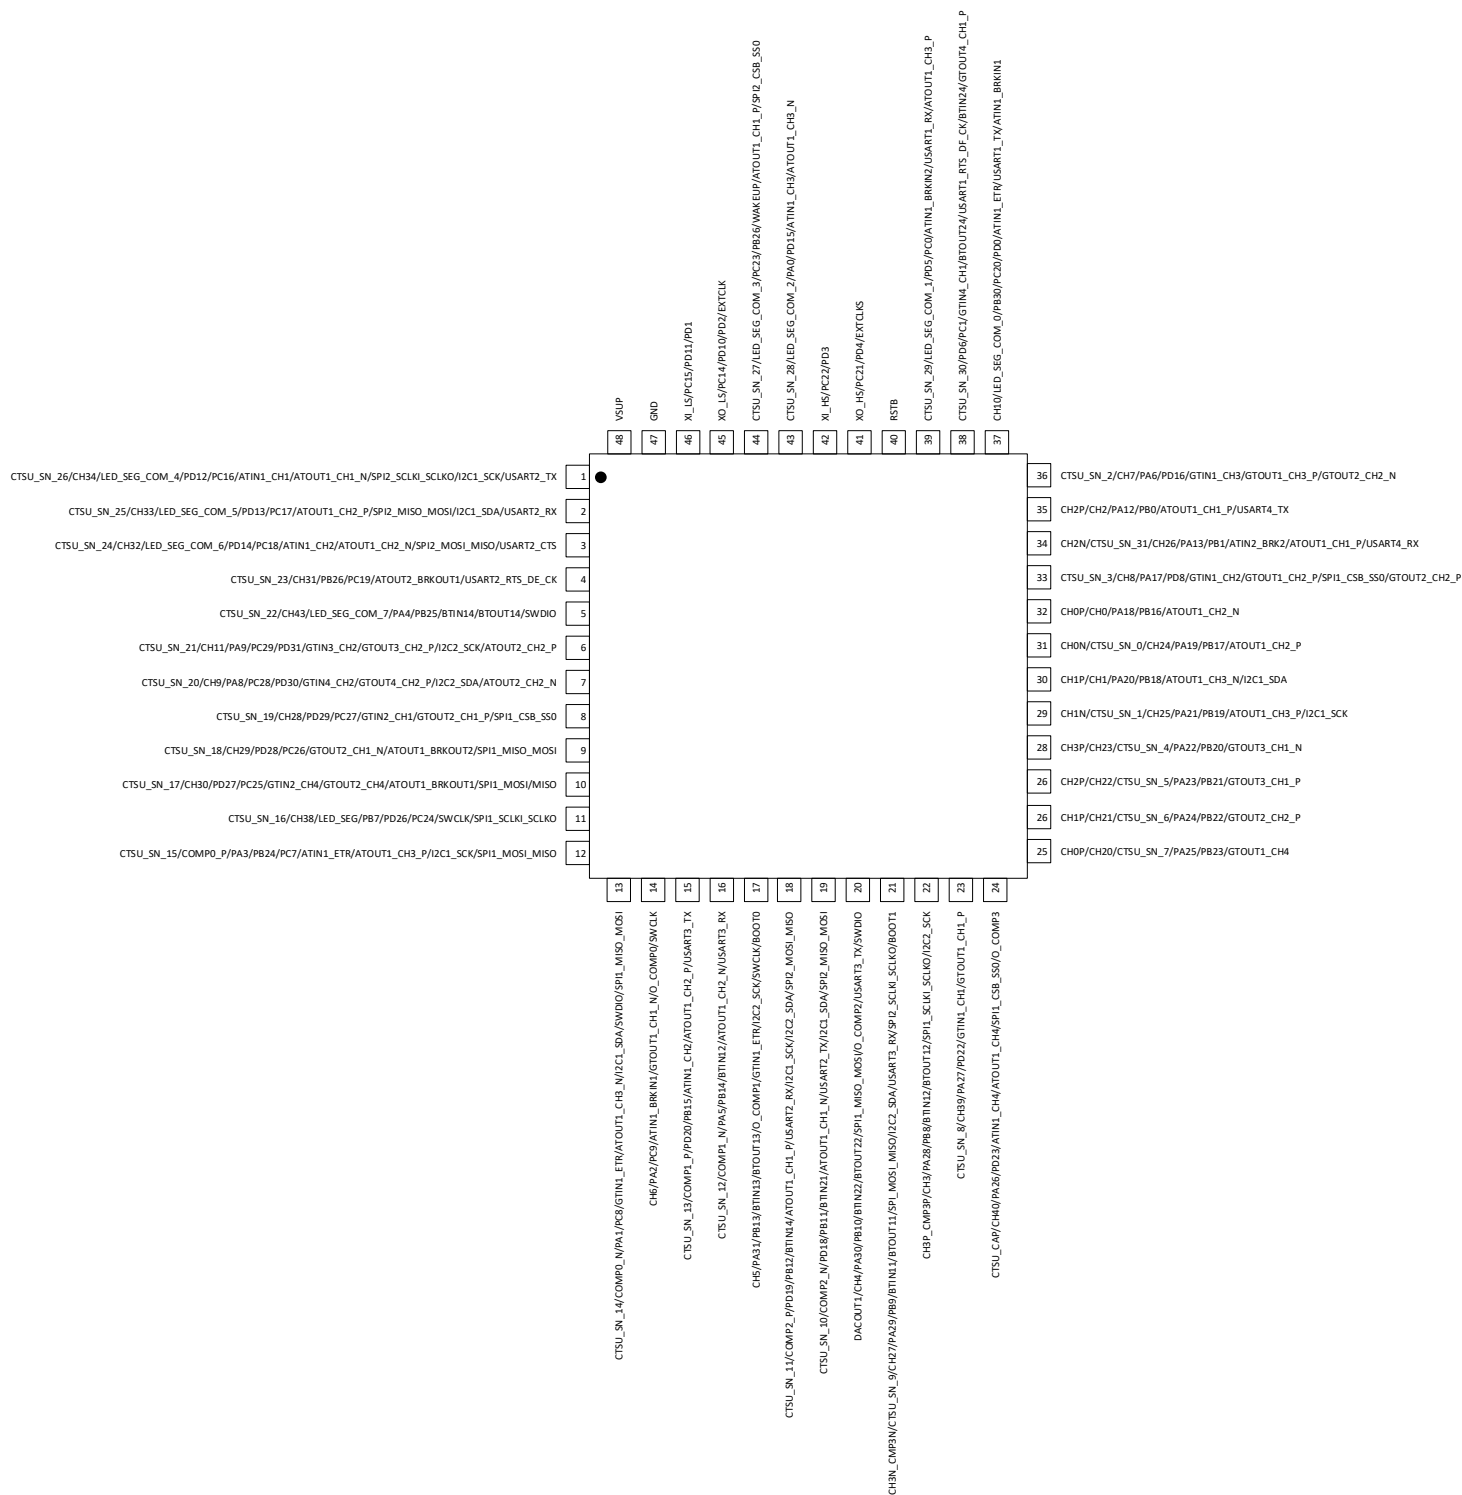 CTSU_SN_30/PD6/PC1/GTIN4_CH1/BTOUT24/USART1_RTS_DF_CK/BTIN24/GTOUT4_CH1_P
CTSU_SN_29/LED_SEG_COM_1/PD5/PC0/ATIN1_BRKIN2/USART1_RX/ATOUT1_CH3_P
CTSU_SN_27/LED_SEG_COM_3/PC23/PB26/WAKEUP/ATOUT1_CH1_P/SPI2_CSB_SS0
CH10/LED_SEG_COM_0/PB30/PC20/PD0/ATIN1_ETR/USART1_TX/ATIN1_BRKIN1
CTSU_SN_28/LED_SEG_COM_2/PA0/PD15/ATIN1_CH3/ATOUT1_CH3_N
XO_LS/PC14/PD10/PD2/EXTCLK
XO_HS/PC21/PD4/EXTCLKS
XI_LS/PC15/PD11/PD1
XI_HS/PC22/PD3
VSUP
GND
RSTB
48
47
46
45
44
43
42
41
40
39
38
37
CTSU_SN_26/CH34/LED_SEG_COM_4/PD12/PC16/ATIN1_CH1/ATOUT1_CH1_N/SPI2_SCLKI_SCLKO/I2C1_SCK/USART2_TX 1
CTSU_SN_25/CH33/LED_SEG_COM_5/PD13/PC17/ATOUT1_CH2_P/SPI2_MISO_MOSI/I2C1_SDA/USART2_RX 2
CTSU_SN_24/CH32/LED_SEG_COM_6/PD14/PC18/ATIN1_CH2/ATOUT1_CH2_N/SPI2_MOSI_MISO/USART2_CTS 3
CTSU_SN_23/CH31/PB26/PC19/ATOUT2_BRKOUT1/USART2_RTS_DE_CK 4
CTSU_SN_22/CH43/LED_SEG_COM_7/PA4/PB25/BTIN14/BTOUT14/SWDIO 5
CTSU_SN_21/CH11/PA9/PC29/PD31/GTIN3_CH2/GTOUT3_CH2_P/I2C2_SCK/ATOUT2_CH2_P 6
CTSU_SN_20/CH9/PA8/PC28/PD30/GTIN4_CH2/GTOUT4_CH2_P/I2C2_SDA/ATOUT2_CH2_N 7
CTSU_SN_19/CH28/PD29/PC27/GTIN2_CH1/GTOUT2_CH1_P/SPI1_CSB_SS0 8
CTSU_SN_18/CH29/PD28/PC26/GTOUT2_CH1_N/ATOUT1_BRKOUT2/SPI1_MISO_MOSI 9
CTSU_SN_17/CH30/PD27/PC25/GTIN2_CH4/GTOUT2_CH4/ATOUT1_BRKOUT1/SPI1_MOSI/MISO 10
CTSU_SN_16/CH38/LED_SEG/PB7/PD26/PC24/SWCLK/SPI1_SCLKI_SCLKO 11
CTSU_SN_15/COMP0_P/PA3/PB24/PC7/ATIN1_ETR/ATOUT1_CH3_P/I2C1_SCK/SPI1_MOSI_MISO 12
36 CTSU_SN_2/CH7/PA6/PD16/GTIN1_CH3/GTOUT1_CH3_P/GTOUT2_CH2_N
35 CH2P/CH2/PA12/PB0/ATOUT1_CH1_P/USART4_TX
34 CH2N/CTSU_SN_31/CH26/PA13/PB1/ATIN2_BRK2/ATOUT1_CH1_P/USART4_RX
33 CTSU_SN_3/CH8/PA17/PD8/GTIN1_CH2/GTOUT1_CH2_P/SPI1_CSB_SS0/GTOUT2_CH2_P
32 CH0P/CH0/PA18/PB16/ATOUT1_CH2_N
31 CH0N/CTSU_SN_0/CH24/PA19/PB17/ATOUT1_CH2_P
30 CH1P/CH1/PA20/PB18/ATOUT1_CH3_N/I2C1_SDA
29 CH1N/CTSU_SN_1/CH25/PA21/PB19/ATOUT1_CH3_P/I2C1_SCK
28 CH3P/CH23/CTSU_SN_4/PA22/PB20/GTOUT3_CH1_N
26 CH2P/CH22/CTSU_SN_5/PA23/PB21/GTOUT3_CH1_P
26 CH1P/CH21/CTSU_SN_6/PA24/PB22/GTOUT2_CH2_P
25 CH0P/CH20/CTSU_SN_7/PA25/PB23/GTOUT1_CH4
13
14
15
16
17
18
19
20
21
22
23
24
CTSU_SN_14/COMP0_N/PA1/PC8/GTIN1_ETR/ATOUT1_CH3_N/I2C1_SDA/SWDIO/SPI1_MISO_MOSI
CH6/PA2/PC9/ATIN1_BRKIN1/GTOUT1_CH1_N/O_COMP0/SWCLK
CTSU_SN_13/COMP1_P/PD20/PB15/ATIN1_CH2/ATOUT1_CH2_P/USART3_TX
CTSU_SN_12/COMP1_N/PA5/PB14/BTIN12/ATOUT1_CH2_N/USART3_RX
CH5/PA31/PB13/BTIN13/BTOUT13/O_COMP1/GTIN1_ETR/I2C2_SCK/SWCLK/BOOT0
CTSU_SN_11/COMP2_P/PD19/PB12/BTIN14/ATOUT1_CH1_P/USART2_RX/I2C1_SCK/I2C2_SDA/SPI2_MOSI_MISO
CTSU_SN_10/COMP2_N/PD18/PB11/BTIN21/ATOUT1_CH1_N/USART2_TX/I2C1_SDA/SPI2_MISO_MOSI
DACOUT1/CH4/PA30/PB10/BTIN22/BTOUT22/SPI1_MISO_MOSI/O_COMP2/USART3_TX/SWDIO
CH3N_CMP3N/CTSU_SN_9/CH27/PA29/PB9/BTIN11/BTOUT11/SPI_MOSI_MISO/I2C2_SDA/USART3_RX/SPI2_SCLKI_SCLKO/BOOT1
CH3P_CMP3P/CH3/PA28/PB8/BTIN12/BTOUT12/SPI1_SCLKI_SCLKO/I2C2_SCK
CTSU_SN_8/CH39/PA27/PD22/GTIN1_CH1/GTOUT1_CH1_P
CTSU_CAP/CH40/PA26/PD23/ATIN1_CH4/ATOUT1_CH4/SPI1_CSB_SS0/O_COMP3